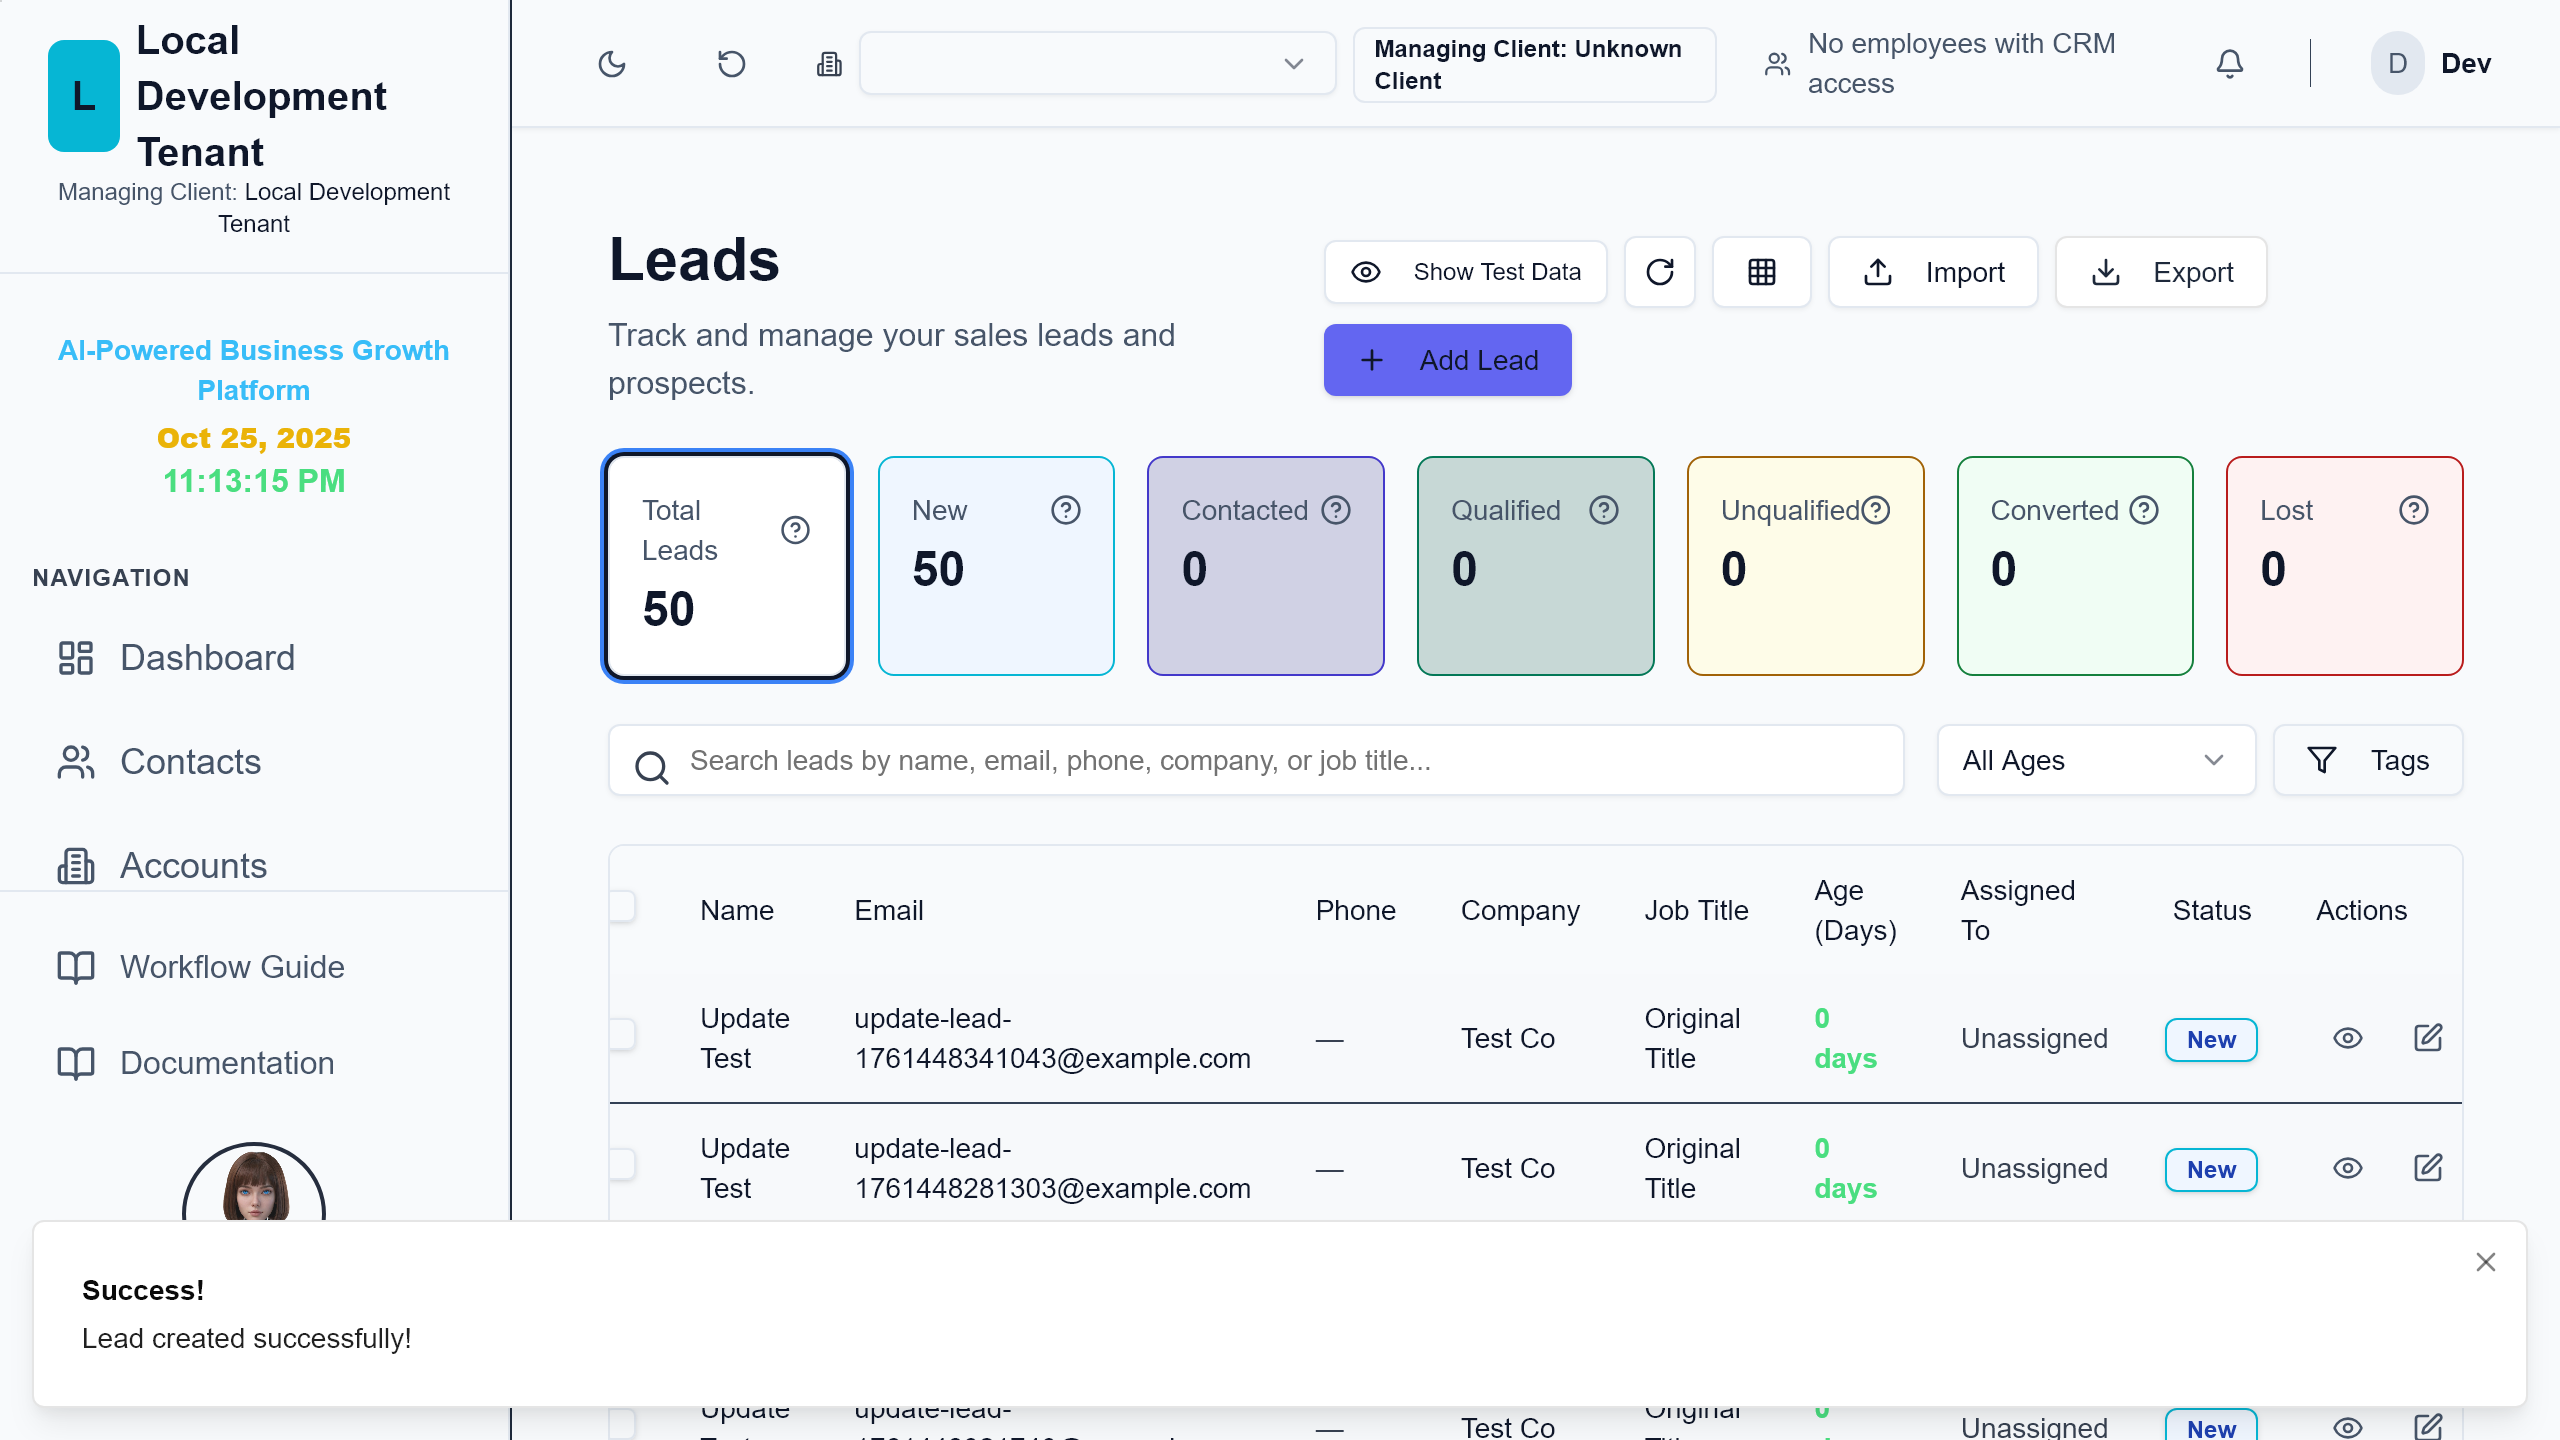 L
Local
Development
Tenant
Managing Client: Local Development
Tenant
AI-Powered Business Growth
Platform
Oct 25, 2025
11:13:15 PM
NAVIGATION
Dashboard
Contacts
Accounts
Workflow Guide
Documentation
Managing Client: Unknown
Client
No employees with CRM
access
D
Dev
Leads
Track and manage your sales leads and
prospects.
Show Test Data
Import
Export
Add Lead
Total
Leads
50
New
50
Contacted
0
Qualified
0
Unqualified
0
Converted
0
Lost
0
Search leads by name, email, phone, company, or job title...
All Ages
Tags
Name Email Phone Company Job Title Age (Days) Assigned To Status Actions
Update Test update-lead-1761448341043@example.com — Test Co Original Title 0 days Unassigned New
Update Test update-lead-1761448281303@example.com — Test Co Original Title 0 days Unassigned New
Success!
Lead created successfully!
Update update-lead- — Test Co Original 0 Unassigned New